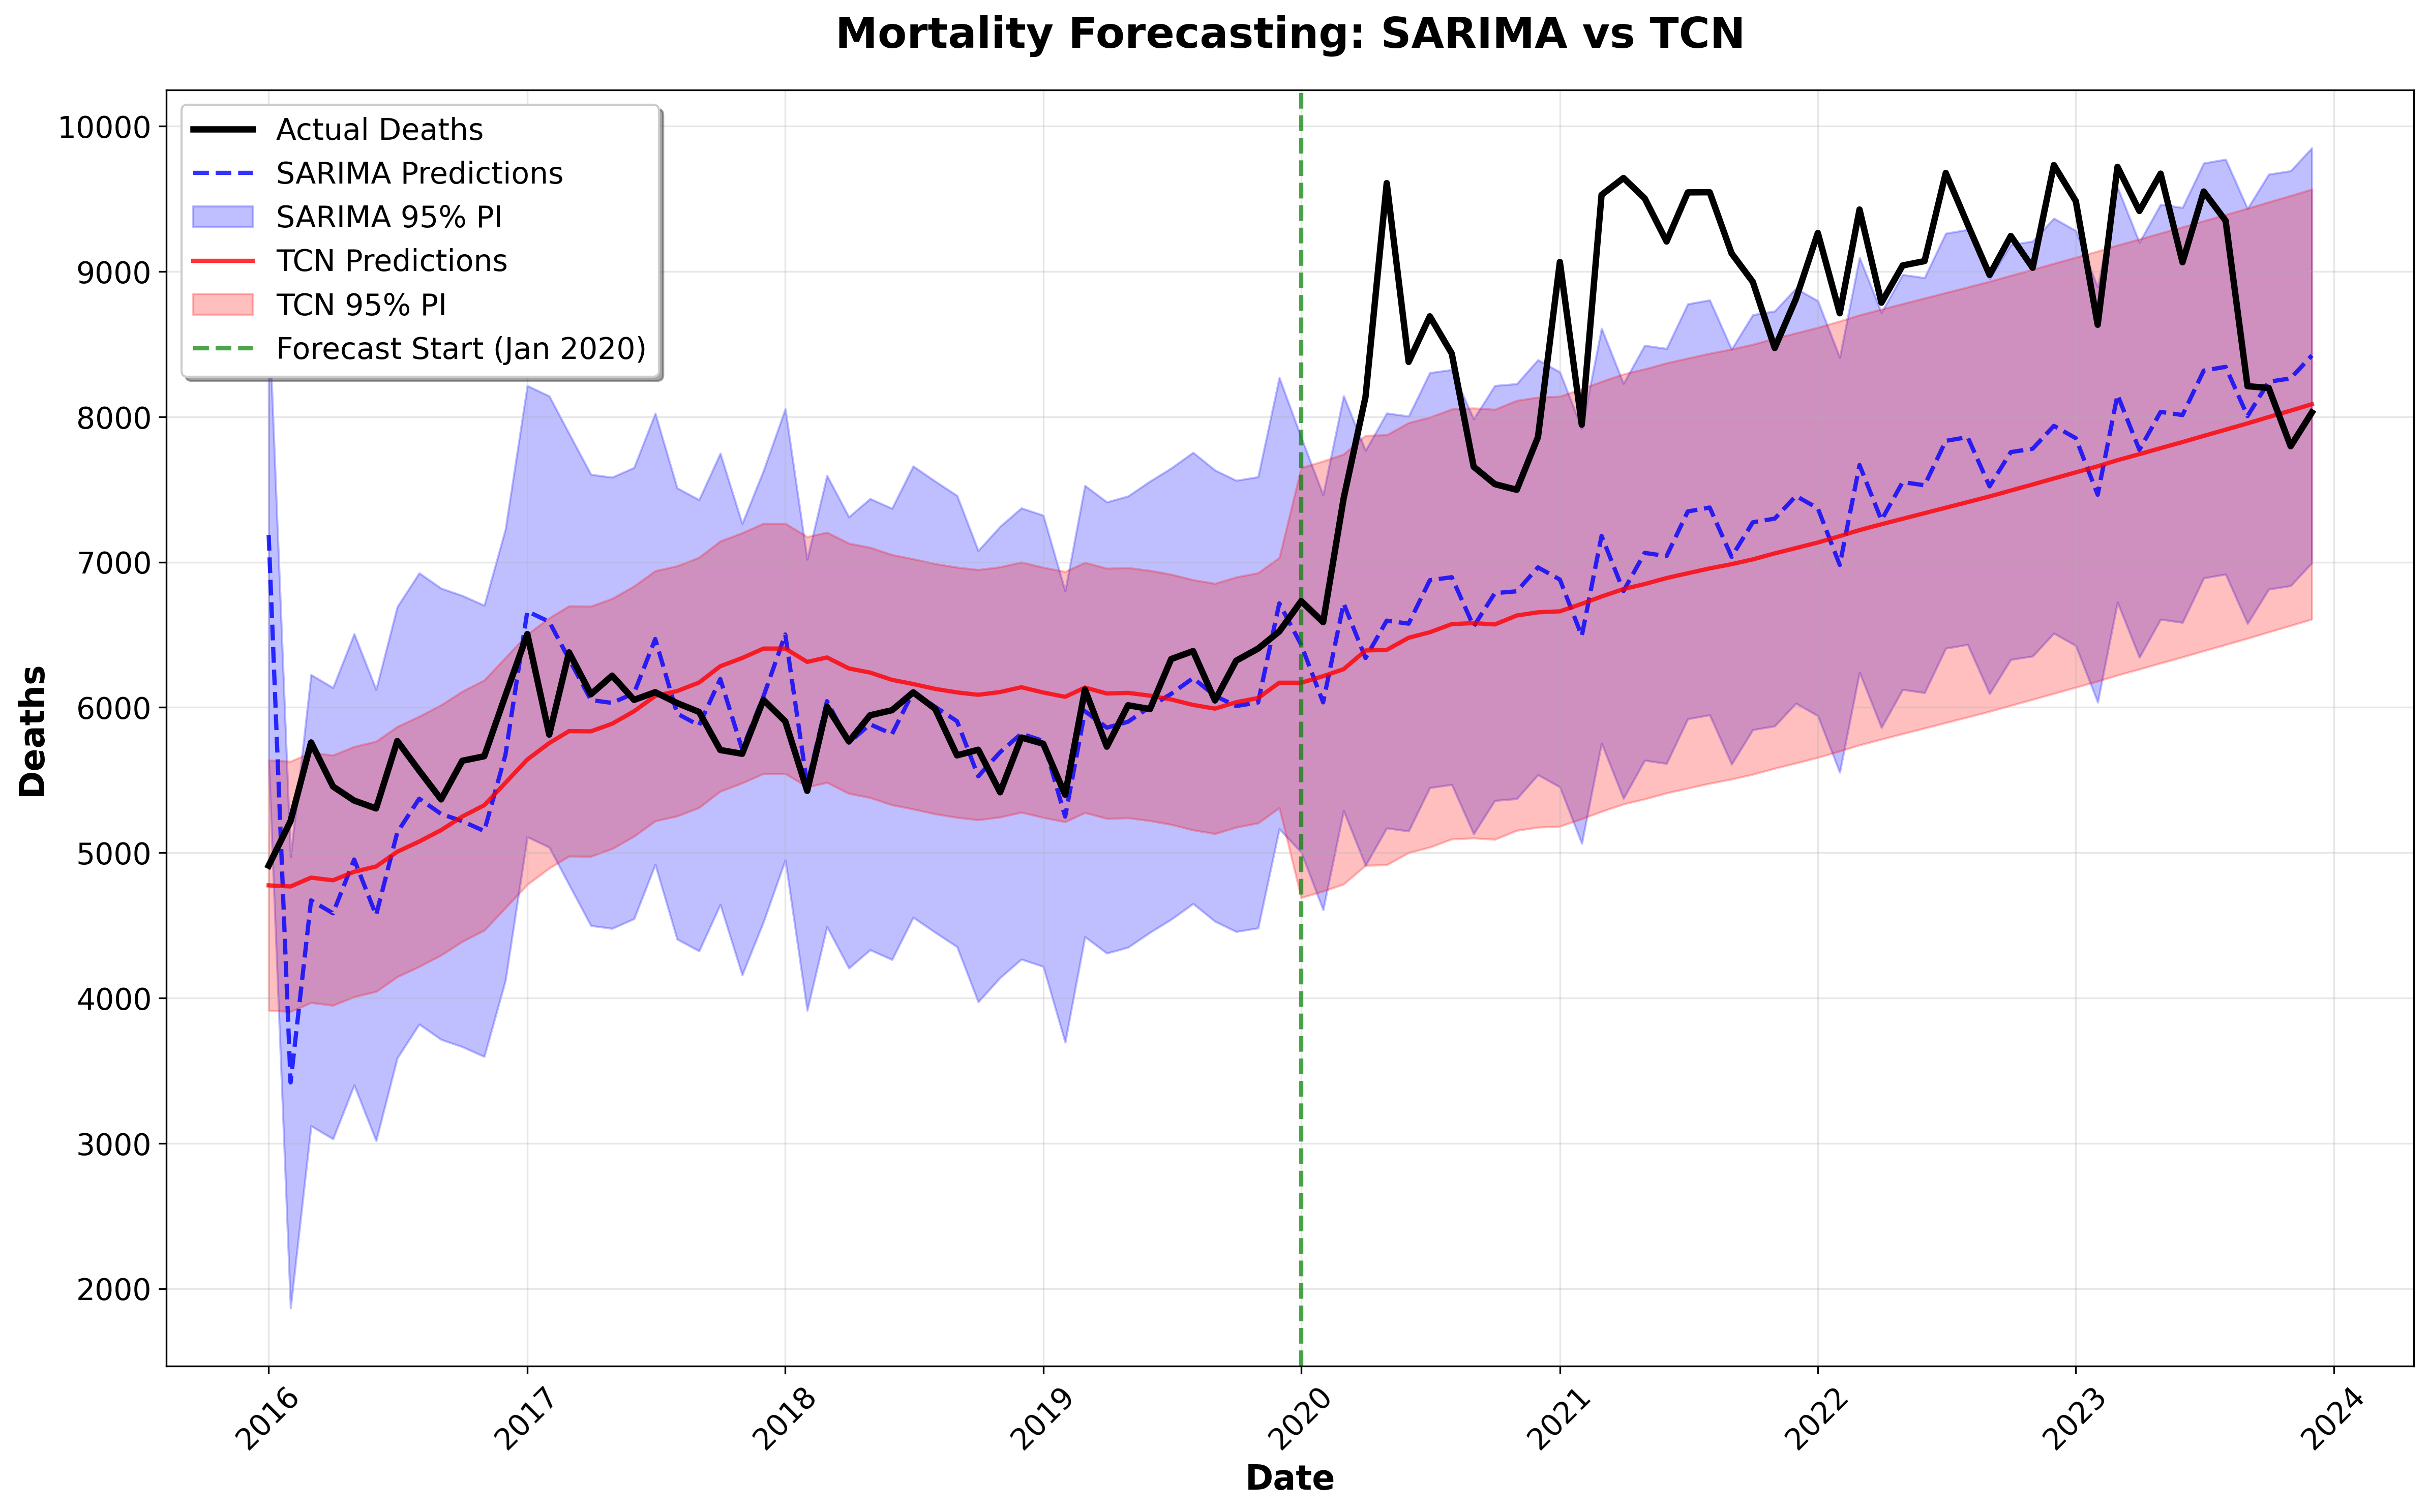 Mortality Forecasting: SARIMA vs TCN
Actual Deaths
SARIMA Predictions
SARIMA 95% PI
TCN Predictions
TCN 95% PI
Forecast Start (Jan 2020)
Deaths
10000
9000
8000
7000
6000
5000
4000
3000
2000
2016
2017
2018
2019
2020
2021
2022
2023
2024
Date